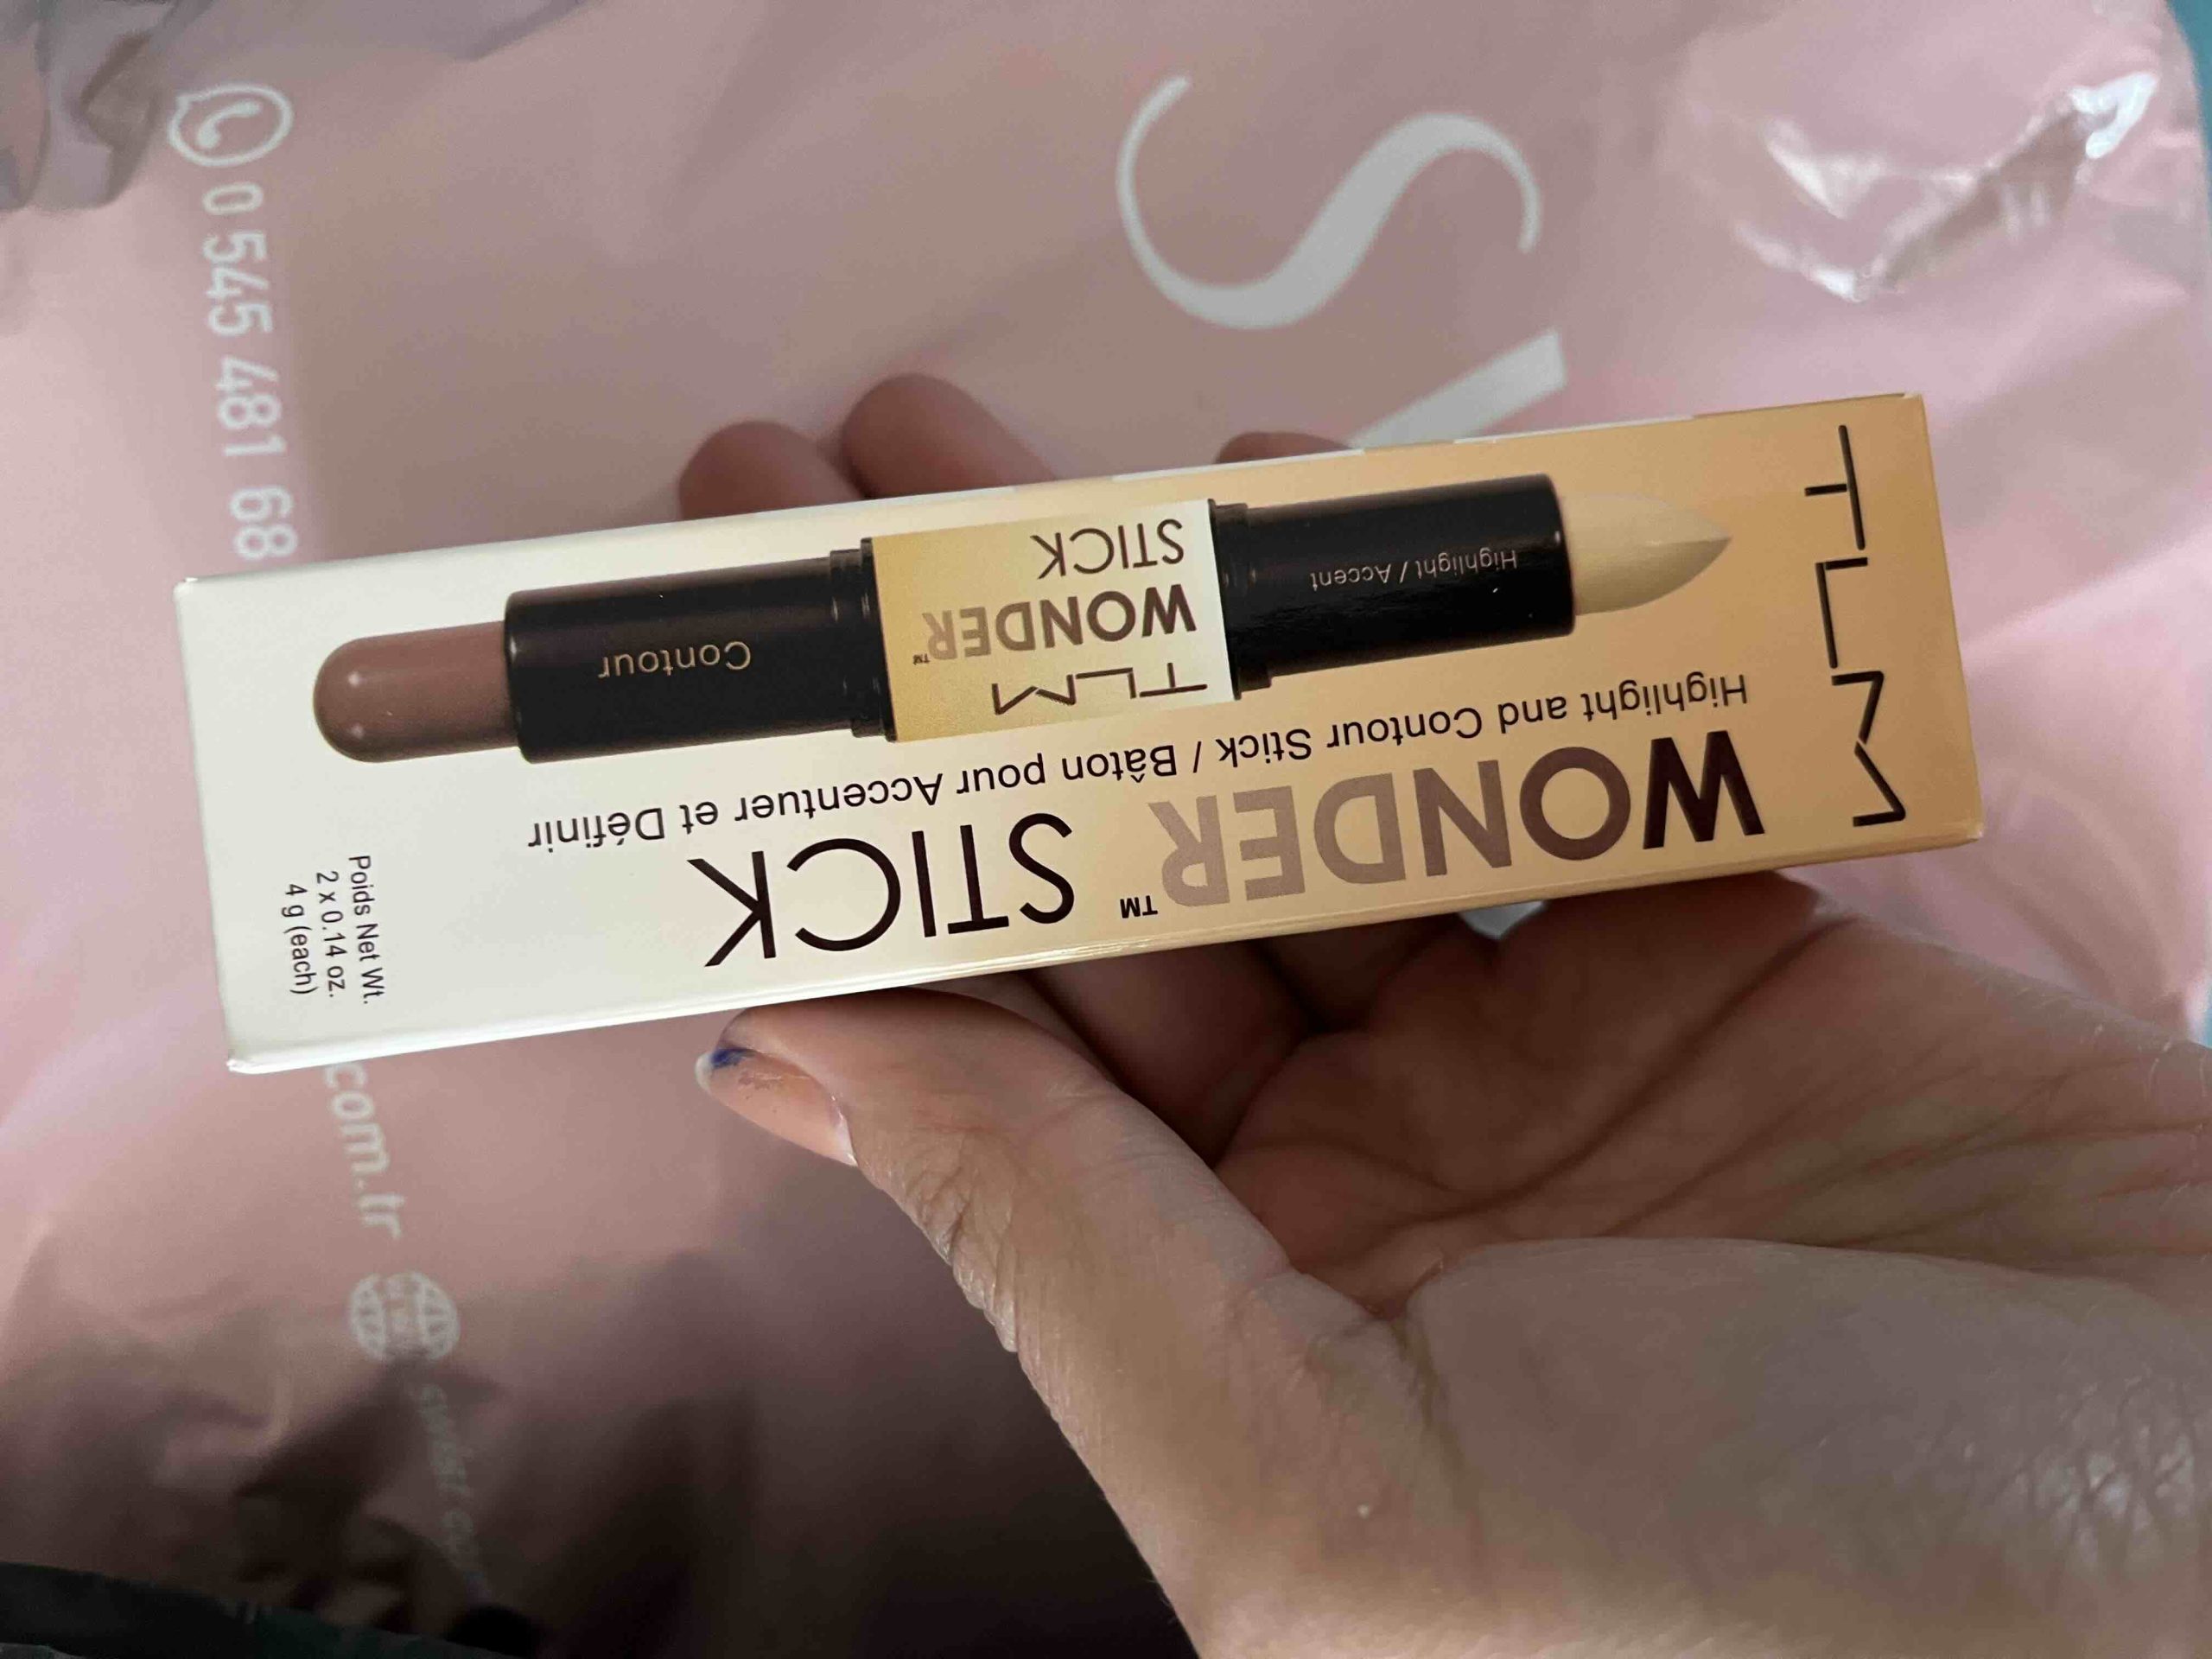 TLM
WONDER™ STICK
Highlight and Contour Stick / Bâton pour Accentuer et Définir
TLM
WONDER™
STICK
Highlight / Accent
Contour
Poids Net Wt.
2 x 0.14 oz.
4 g (each)
0 545 481 68
S
.com.tr